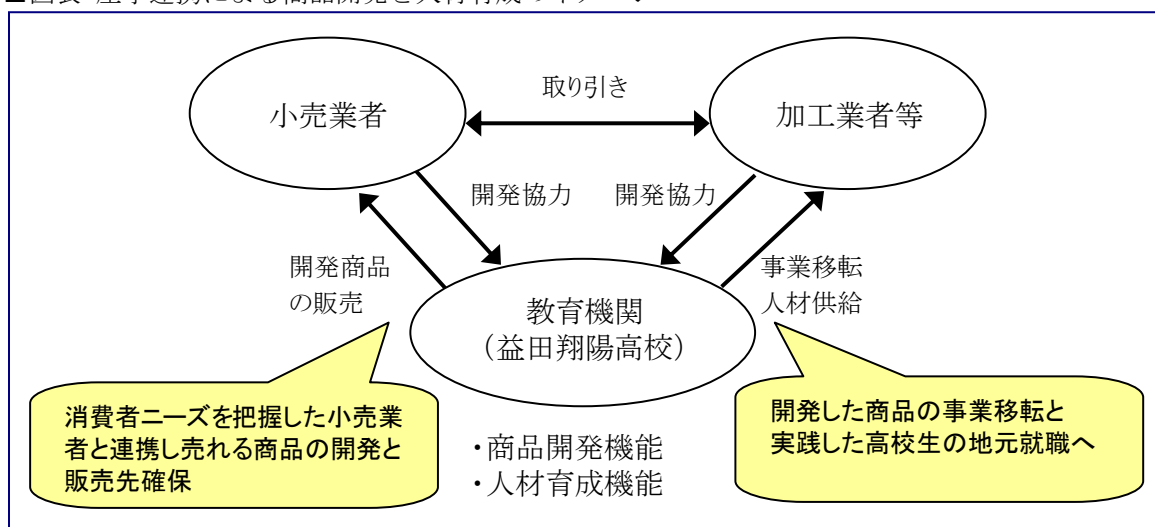 取り引き
小売業者
加工業者等
開発協力
開発協力
開発商品
の販売
事業移転
人材供給
教育機関
（益田翔陽高校）
消費者ニーズを把握した小売業
者と連携し売れる商品の開発と
販売先確保
開発した商品の事業移転と
実践した高校生の地元就職へ
・商品開発機能
・人材育成機能